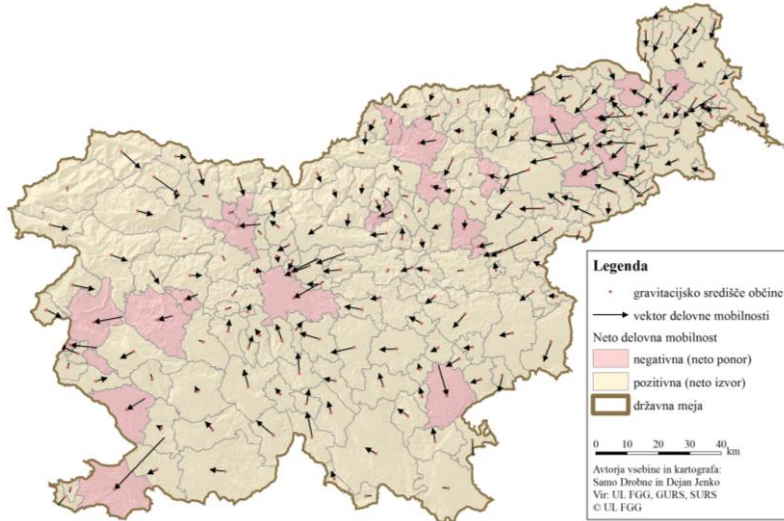 Legenda
gravitacijsko središče občine
vektor delovne mobilnosti
Neto delovna mobilnost
negativna (neto ponor)
pozitivna (neto izvor)
državna meja
0 10 20 30 40
km
Avtorja vsebine in kartografa:
Samo Drobne in Dejan Jenko
Vir: UL FGG, GURS, SURS
© UL FGG